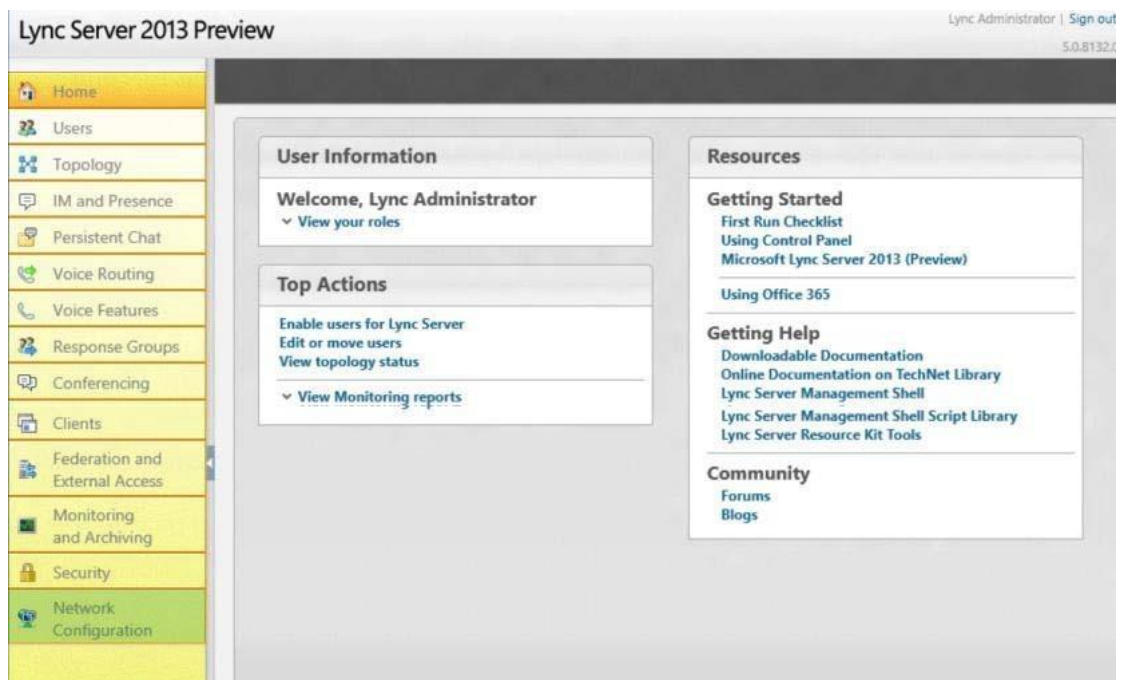 Lync Server 2013 Preview
Lync Administrator | Sign out
5.0.8132.0
Home
Users
Topology
IM and Presence
Persistent Chat
Voice Routing
Voice Features
Response Groups
Conferencing
Clients
Federation and
External Access
Monitoring
and Archiving
Security
Network
Configuration
User Information
Welcome, Lync Administrator
View your roles
Top Actions
Enable users for Lync Server
Edit or move users
View topology status
View Monitoring reports
Resources
Getting Started
First Run Checklist
Using Control Panel
Microsoft Lync Server 2013 (Preview)
Using Office 365
Getting Help
Downloadable Documentation
Online Documentation on TechNet Library
Lync Server Management Shell
Lync Server Management Shell Script Library
Lync Server Resource Kit Tools
Community
Forums
Blogs